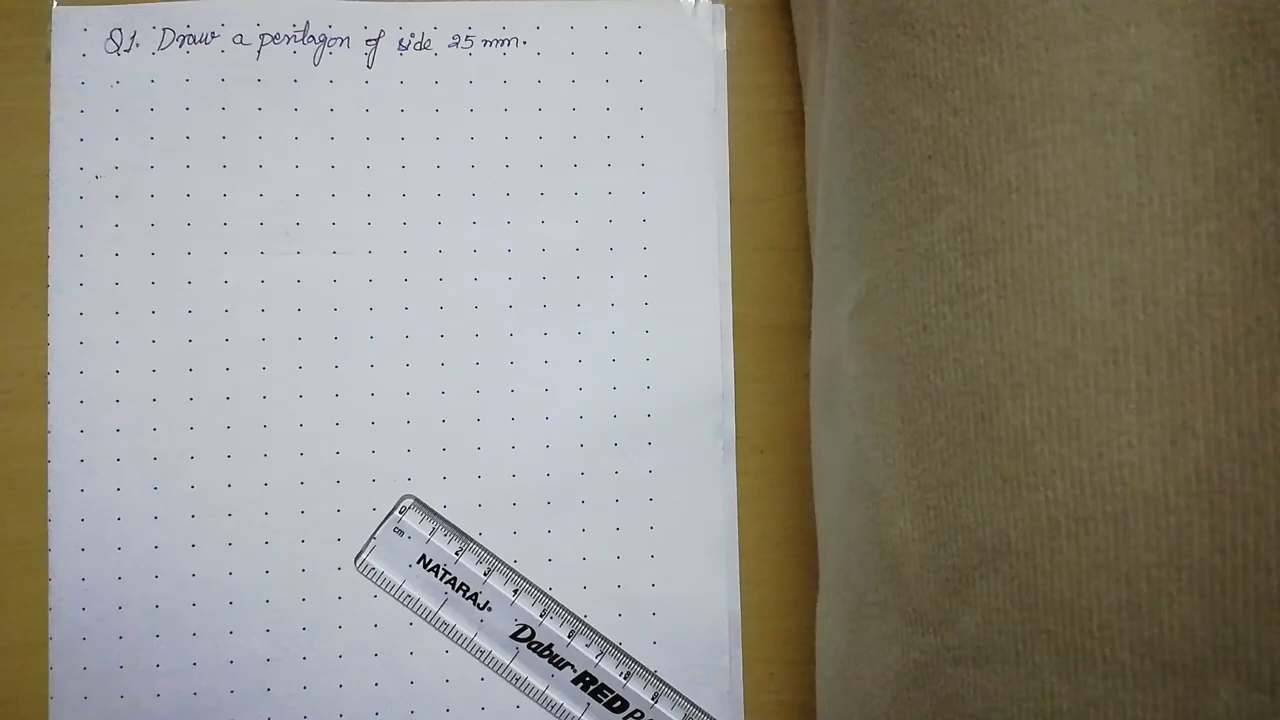 Q1. Draw a pentagon of side 25 mm.
0 1 2 3 4 5 6 7 8 9
cm
NATARAJ
Dabur RED